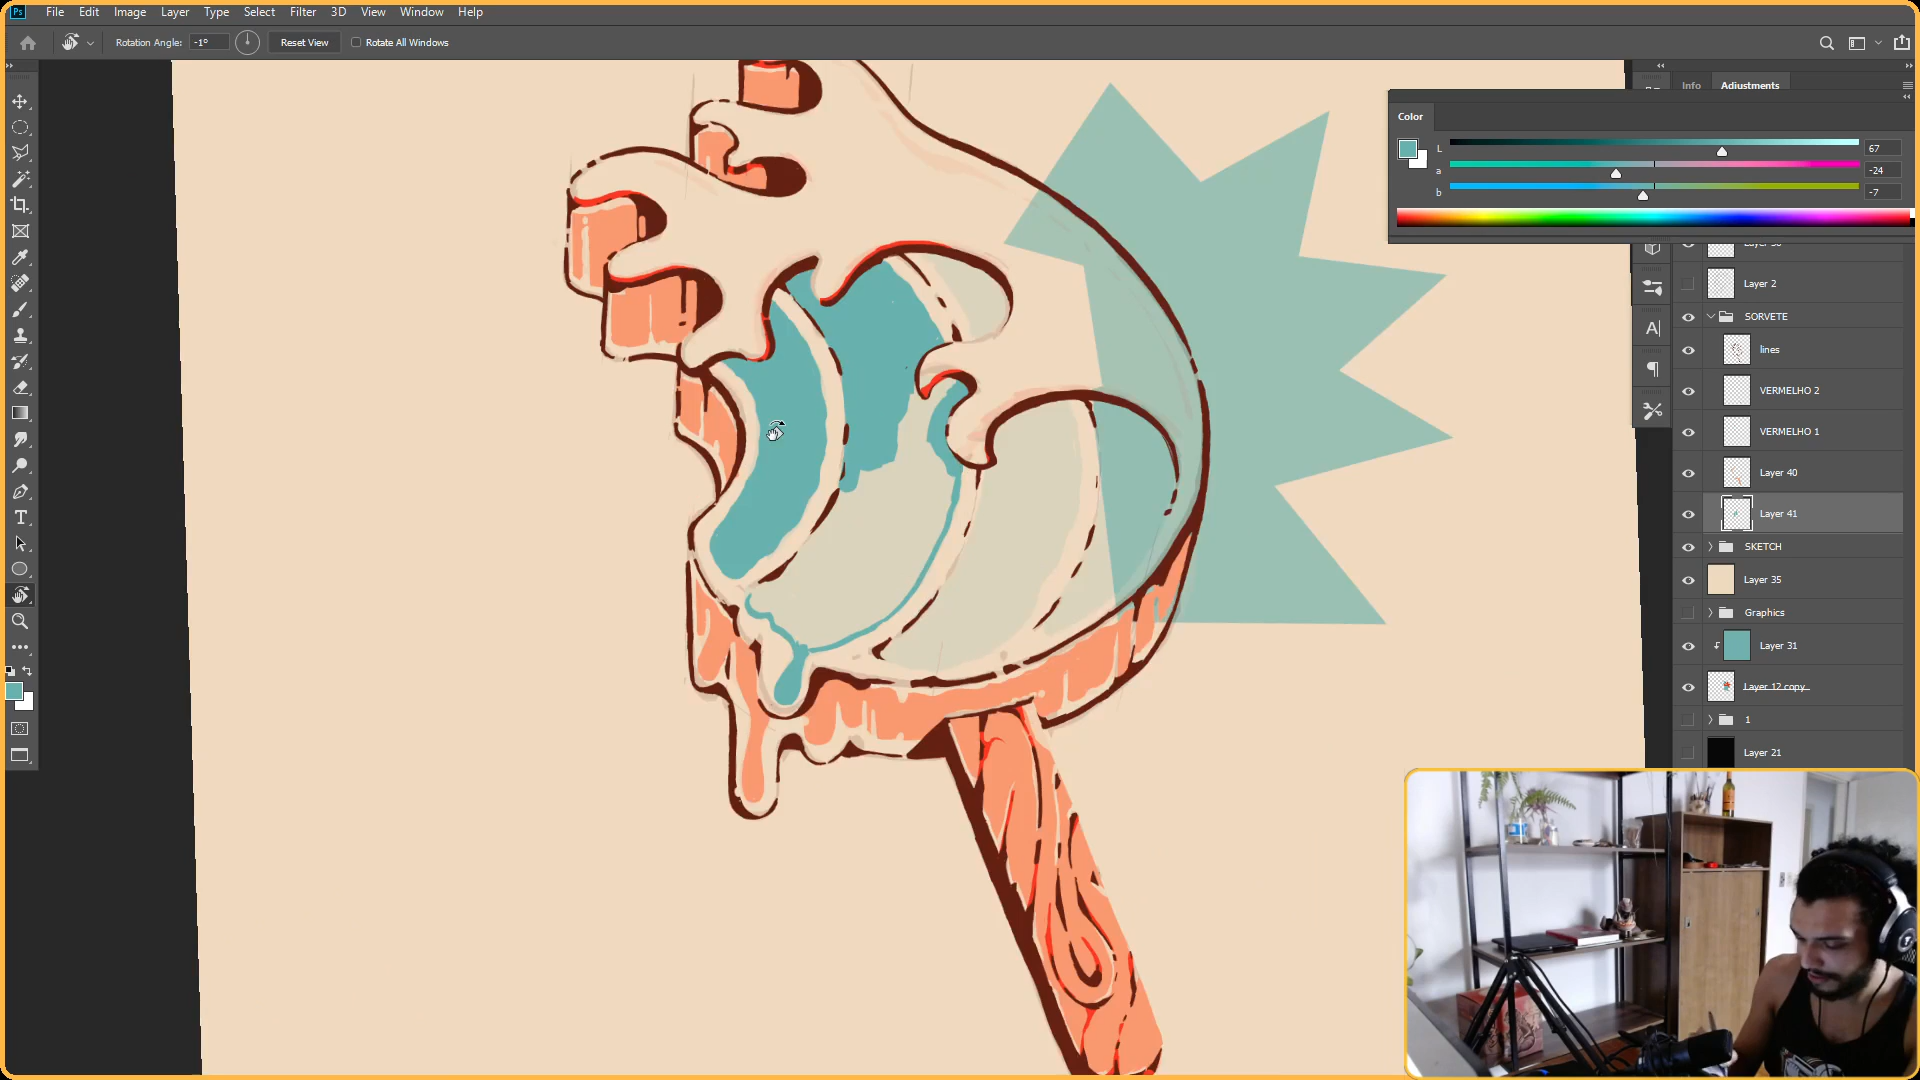 Ps File Edit Image Layer Type Select Filter 3D View Window Help
Rotation Angle: -1° Reset View Rotate All Windows
Info Adjustments
Color
L 67
a -24
b -7
Layer 2
SORVETE
lines
VERMELHO 2
VERMELHO 1
Layer 40
Layer 41
SKETCH
Layer 35
Graphics
Layer 31
Layer 12 copy
1
Layer 21